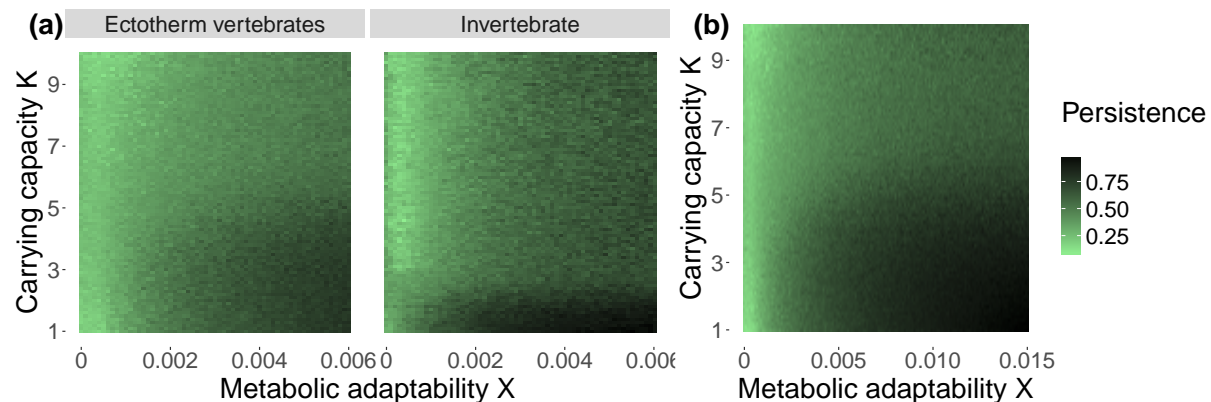 (a)
Ectotherm vertebrates
Invertebrate
Carrying capacity K
9
7
5
3
1
0 0.002 0.004 0.006
0 0.002 0.004 0.006
Metabolic adaptability X
(b)
Carrying capacity K
9
7
5
3
1
0 0.005 0.010 0.015
Metabolic adaptability X
Persistence
0.75
0.50
0.25